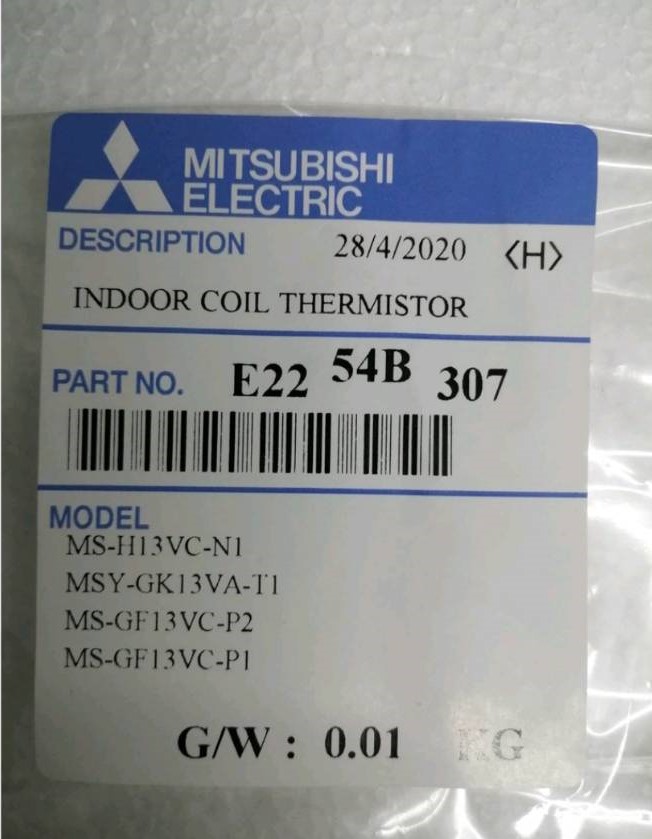 MITSUBISHI
ELECTRIC
DESCRIPTION 28/4/2020 <H>
INDOOR COIL THERMISTOR
PART NO. E22 54B 307
MODEL
MS-H13VC-N1
MSY-GK13VA-T1
MS-GF13VC-P2
MS-GF13VC-P1
G/W : 0.01 KG